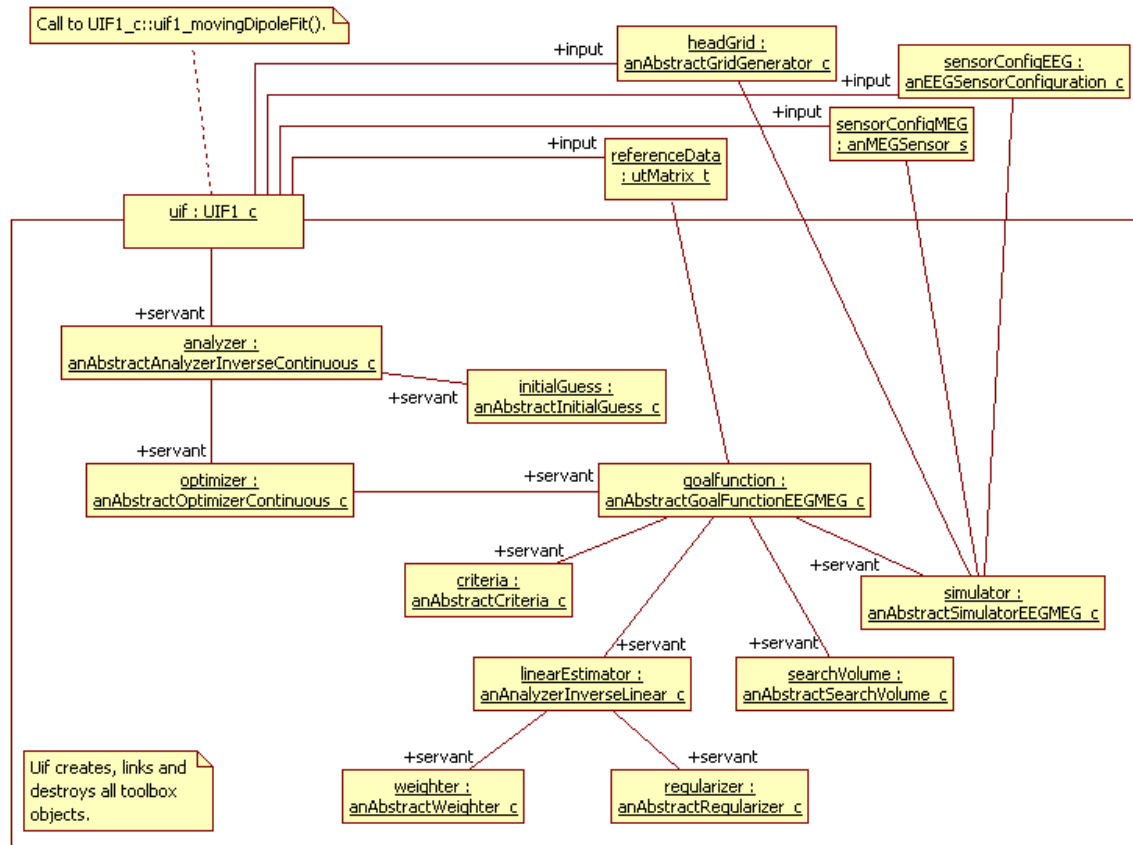 Call to UIF1_c::uif1_movingDipoleFit().
+input
headGrid :
anAbstractGridGenerator_c
sensorConfigEEG :
anEEGSensorConfiguration_c
+input
+input
sensorConfigMEG
: anMEGSensor_s
+input
referenceData
: utMatrix_t
uif : UIF1_c
+servant
analyzer :
anAbstractAnalyzerInverseContinuous_c
+servant
initialGuess :
anAbstractInitialGuess_c
+servant
optimizer :
anAbstractOptimizerContinuous_c
+servant
goalfunction :
anAbstractGoalFunctionEEGMEG_c
+servant
criteria :
anAbstractCriteria_c
+servant
simulator :
anAbstractSimulatorEEGMEG_c
+servant
linearEstimator :
anAnalyzerInverseLinear_c
+servant
searchVolume :
anAbstractSearchVolume_c
+servant
weighter :
anAbstractWeighter_c
+servant
regularizer :
anAbstractRegularizer_c
Uif creates, links and
destroys all toolbox
objects.